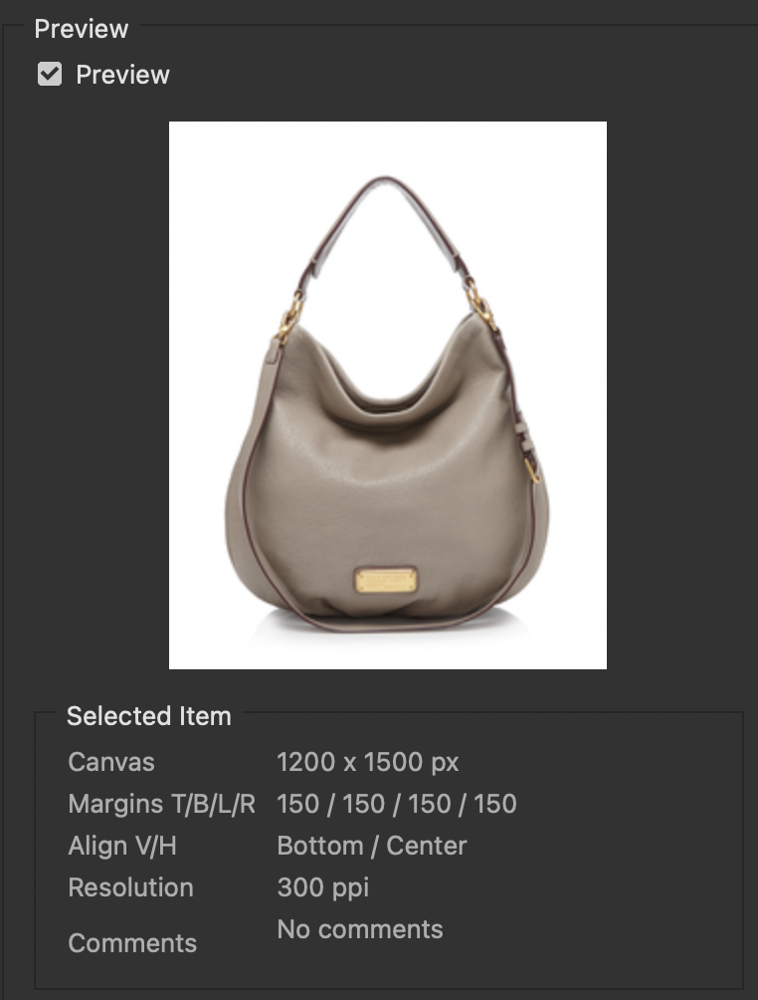 Preview
Preview
Selected Item
Canvas 1200 x 1500 px
Margins T/B/L/R 150 / 150 / 150 / 150
Align V/H Bottom / Center
Resolution 300 ppi
Comments No comments